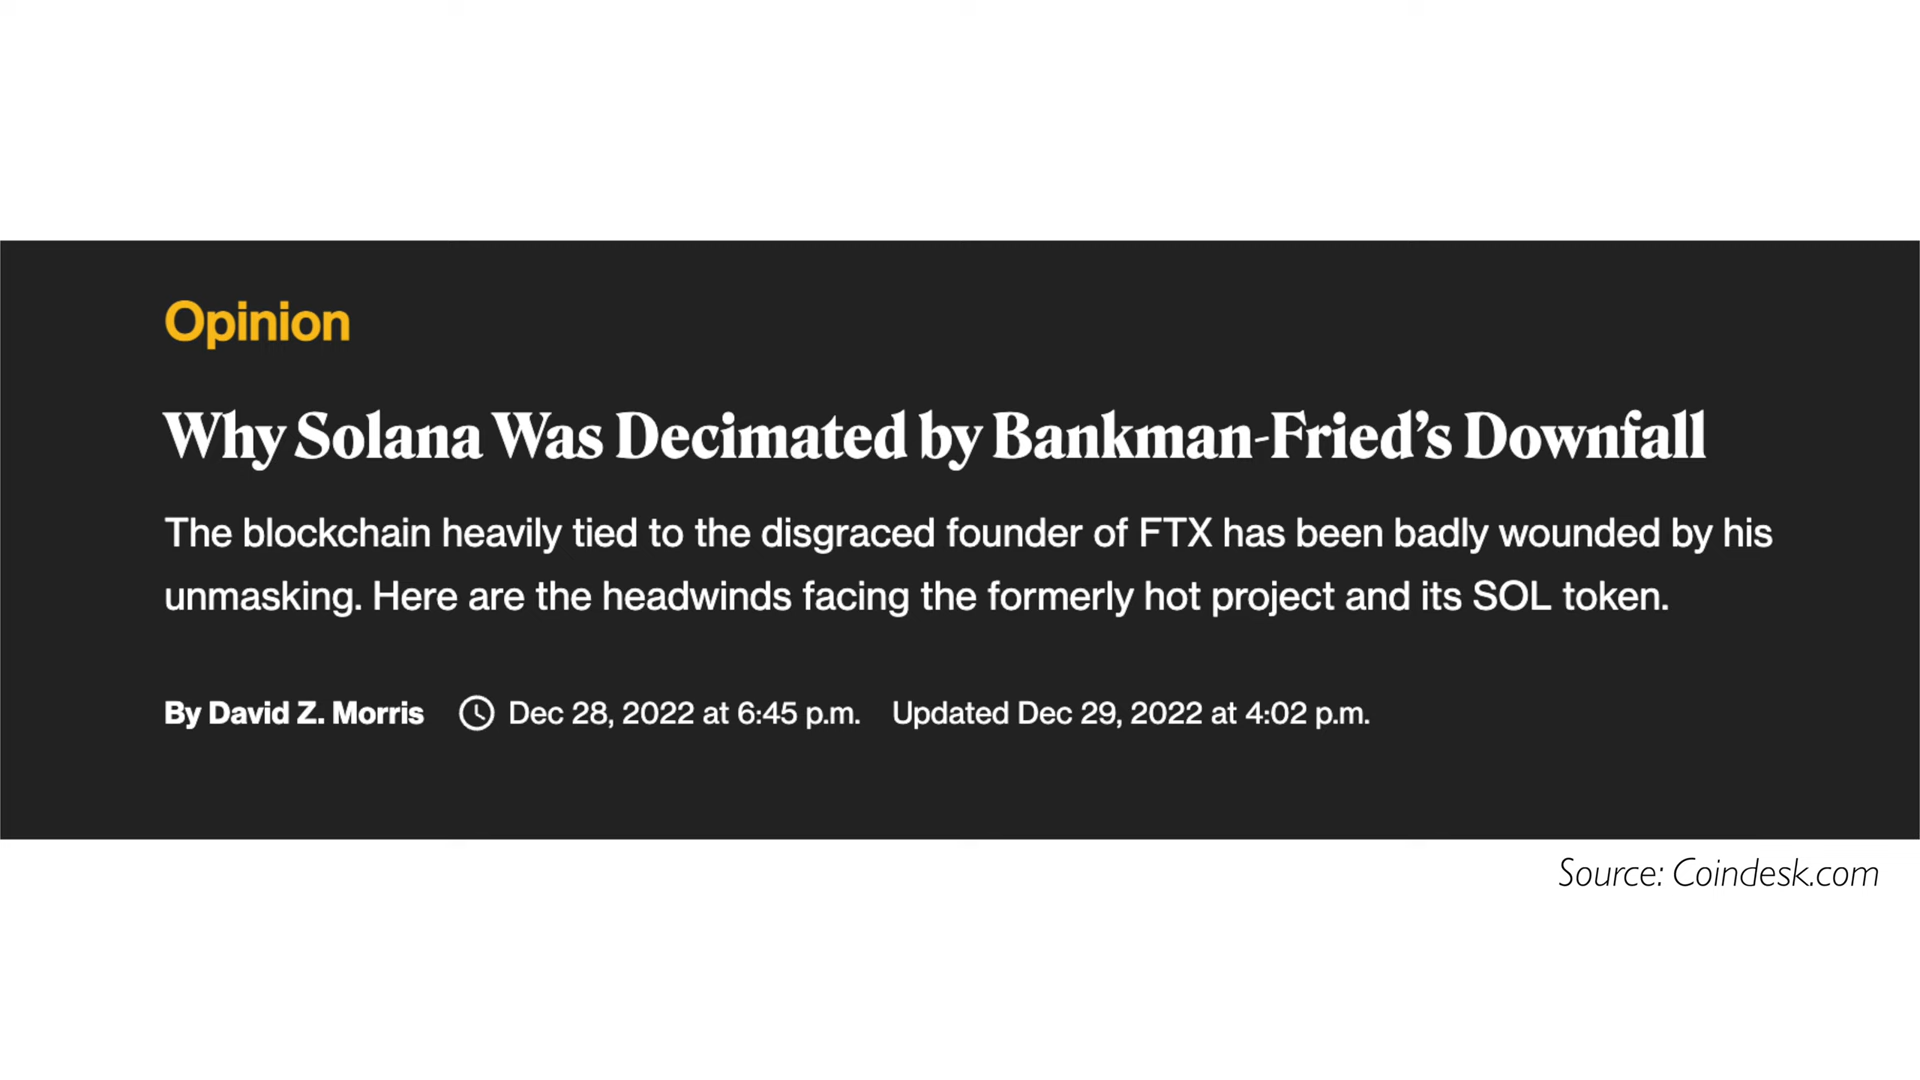 Opinion
Why Solana Was Decimated by Bankman-Fried’s Downfall
The blockchain heavily tied to the disgraced founder of FTX has been badly wounded by his
unmasking. Here are the headwinds facing the formerly hot project and its SOL token.
By David Z. Morris Dec 28, 2022 at 6:45 p.m. Updated Dec 29, 2022 at 4:02 p.m.
Source: Coindesk.com